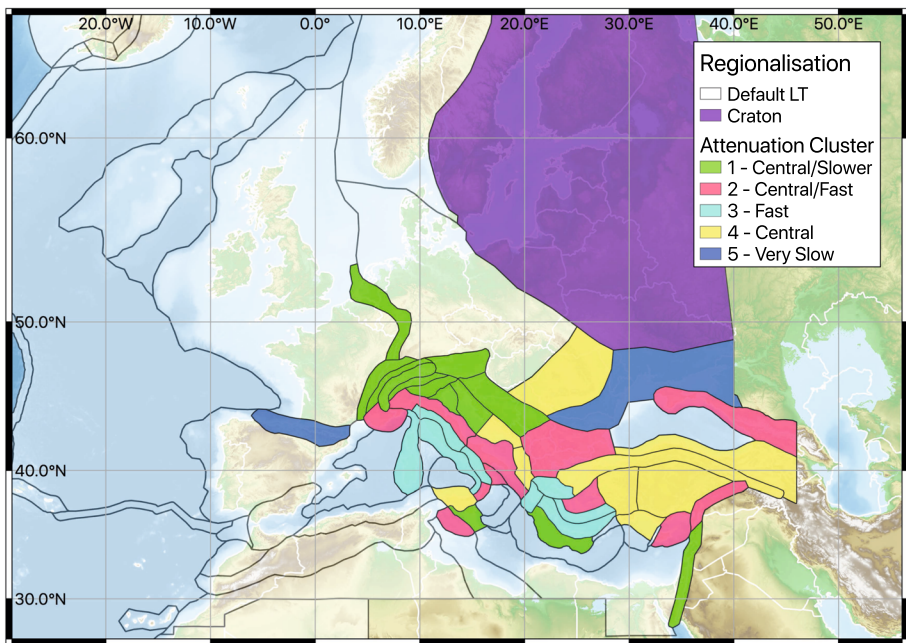 20.0°W 10.0°W 0.0° 10.0°E 20.0°E 30.0°E 40.0°E 50.0°E
Regionalisation
Default LT
Craton
60.0°N
Attenuation Cluster
1 - Central/Slower
2 - Central/Fast
3 - Fast
4 - Central
5 - Very Slow
50.0°N
40.0°N
30.0°N